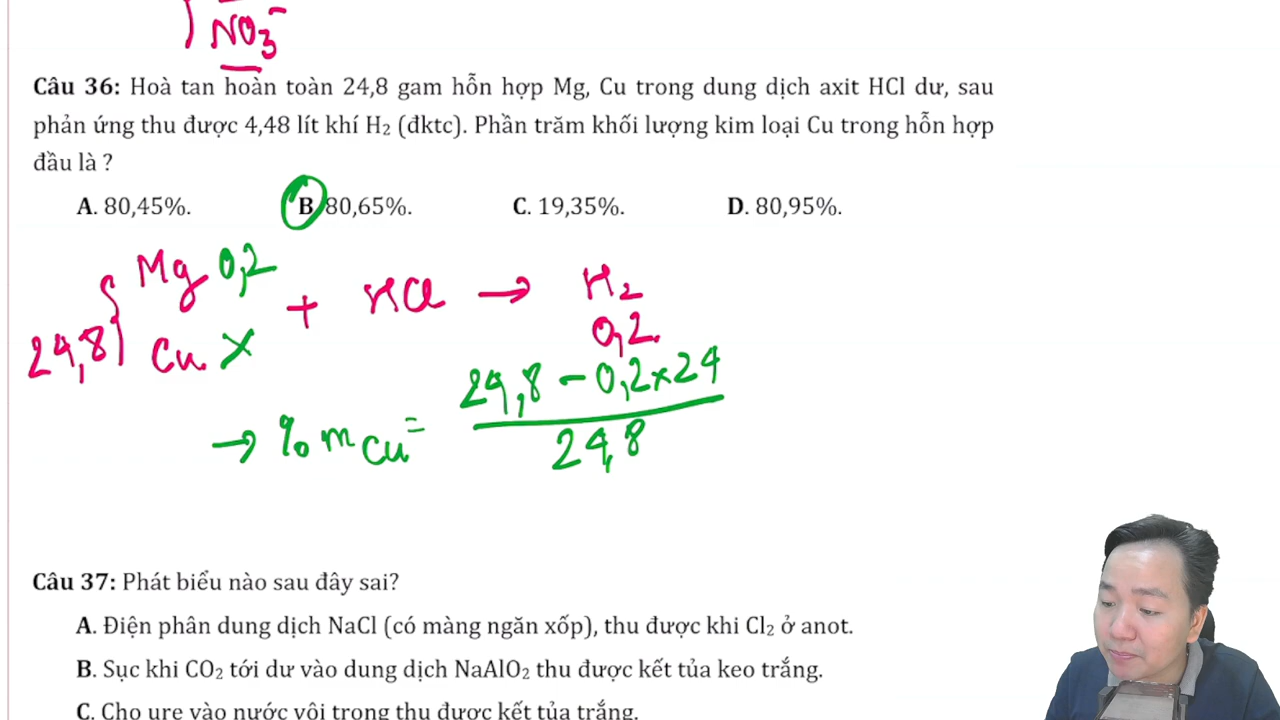 NO₃⁻
Câu 36: Hoà tan hoàn toàn 24,8 gam hỗn hợp Mg, Cu trong dung dịch axit HCl dư, sau
phản ứng thu được 4,48 lít khí H₂ (đktc). Phần trăm khối lượng kim loại Cu trong hỗn hợp
đầu là ?
A. 80,45%. B. 80,65%. C. 19,35%. D. 80,95%.
24,8 { Mg 0,2
Cu x + HCl → H₂
0,2
→ %mCu = (24,8 − 0,2×24)
24,8
Câu 37: Phát biểu nào sau đây sai?
A. Điện phân dung dịch NaCl (có màng ngăn xốp), thu được khi Cl₂ ở anot.
B. Sục khi CO₂ tới dư vào dung dịch NaAlO₂ thu được kết tủa keo trắng.
C. Cho ure vào nước vôi trong thu được kết tủa trắng.